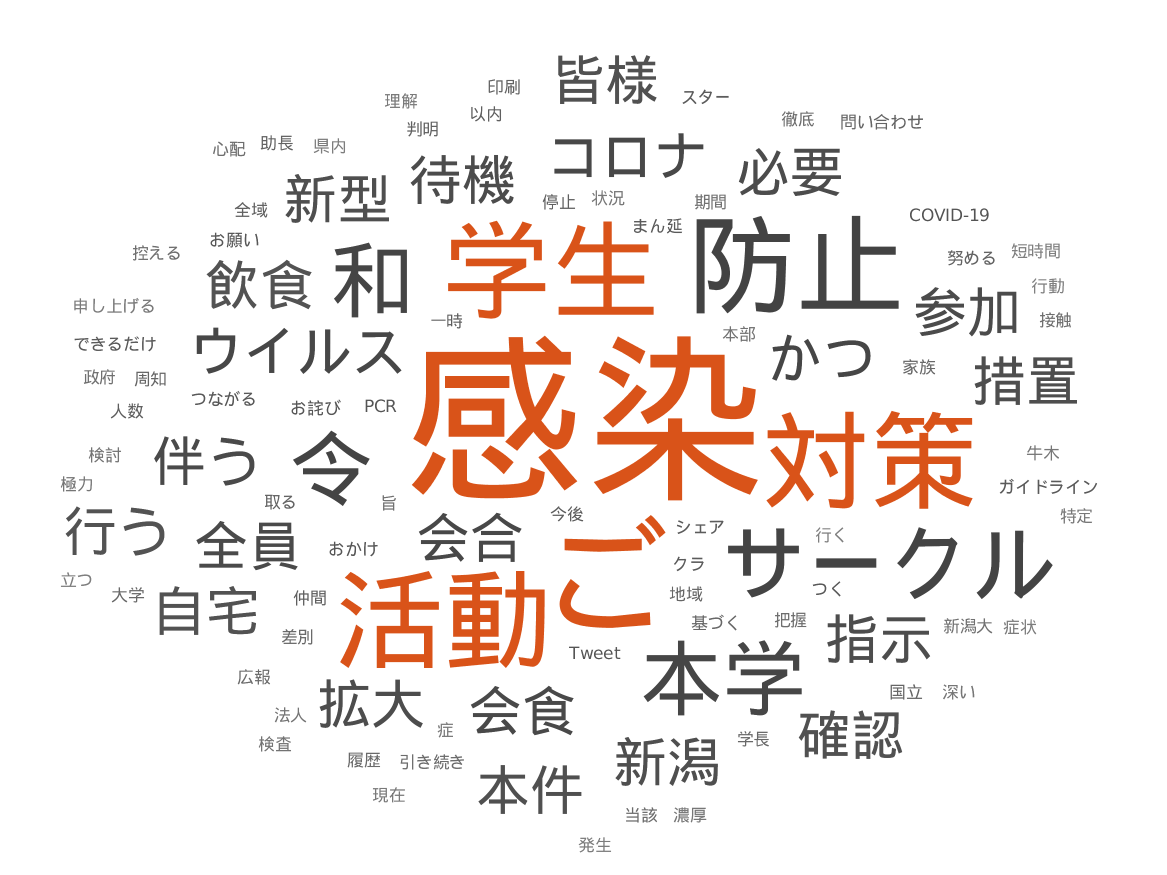 皆様
印刷
スター
理解
以内
徹底
問い合わせ
判明
コロナ
心配
助長
県内
待機
必要
新型
停止
状況
期間
全域
まん延
COVID-19
お願い
控える
学生
防止
努める
短時間
飲食
和
行動
申し上げる
参加
一時
接触
本部
できるだけ
ウイルス
かつ
家族
政府
周知
措置
つながる
お詫び
PCR
人数
感染
検討
伴う
令
対策
牛木
極力
ガイドライン
取る
旨
今後
特定
行う
全員
会合
シェア
行く
おかけ
ご
クラ
サークル
立つ
大学
自宅
仲間
活動
地域
つく
差別
基づく
把握
指示
新潟大
症状
Tweet
本学
広報
国立
深い
法人
拡大
会食
検査
症
学長
確認
履歴
引き続き
新潟
現在
本件
当該
濃厚
発生